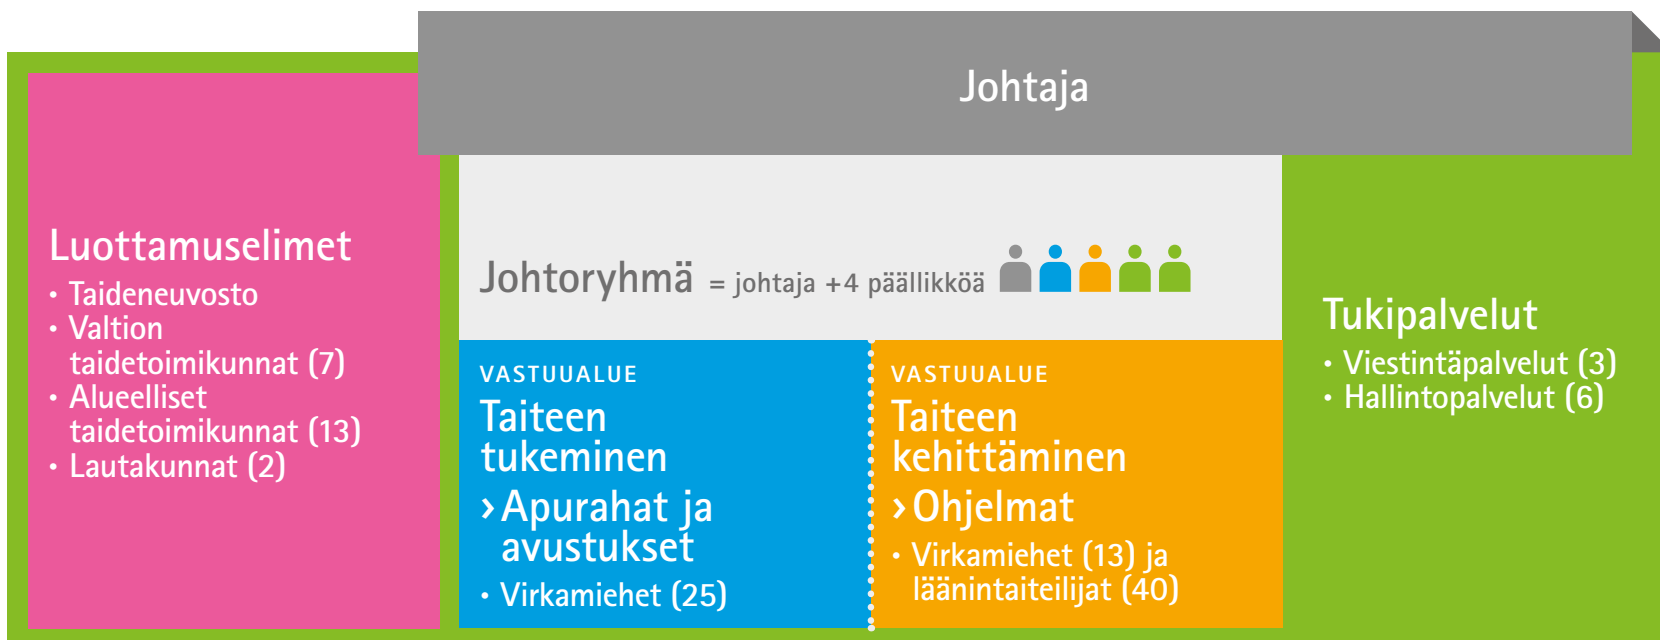 Johtaja
Luottamuselimet
• Taideneuvosto
• Valtion
taidetoimikunnat (7)
• Alueelliset
taidetoimikunnat (13)
• Lautakunnat (2)
Johtoryhmä = johtaja +4 päällikköä
VASTUUALUE
Taiteen
tukeminen
› Apurahat ja
avustukset
• Virkamiehet (25)
VASTUUALUE
Taiteen
kehittäminen
› Ohjelmat
• Virkamiehet (13) ja
läänintaiteilijat (40)
Tukipalvelut
• Viestintäpalvelut (3)
• Hallintopalvelut (6)